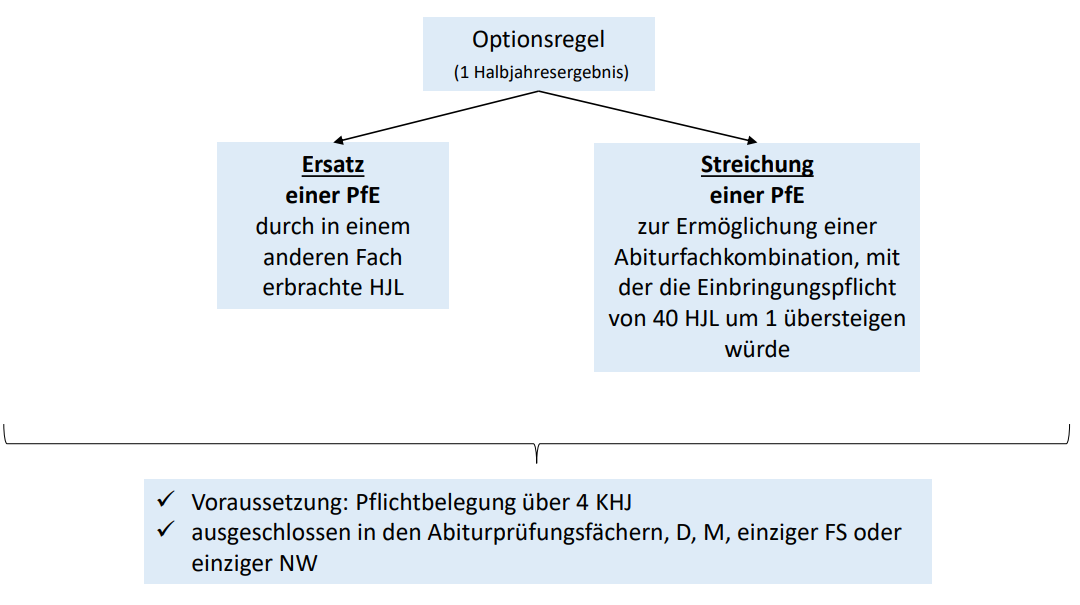 Optionsregel
(1 Halbjahresergebnis)
Ersatz
einer PfE
durch in einem
anderen Fach
erbrachte HJL
Streichung
einer PfE
zur Ermöglichung einer
Abiturfachkombination, mit
der die Einbringungspflicht
von 40 HJL um 1 übersteigen
würde
✓ Voraussetzung: Pflichtbelegung über 4 KHJ
✓ ausgeschlossen in den Abiturprüfungsfächern, D, M, einziger FS oder
einziger NW